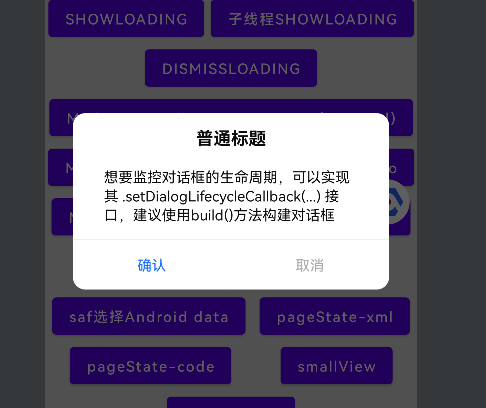 SHOWLOADING
子线程SHOWLOADING
DISMISSLOADING
普通标题
想要监控对话框的生命周期，可以实现
其 .setDialogLifecycleCallback(...) 接
口，建议使用build()方法构建对话框
确认
取消
saf选择Android data
pageState-xml
pageState-code
smallView